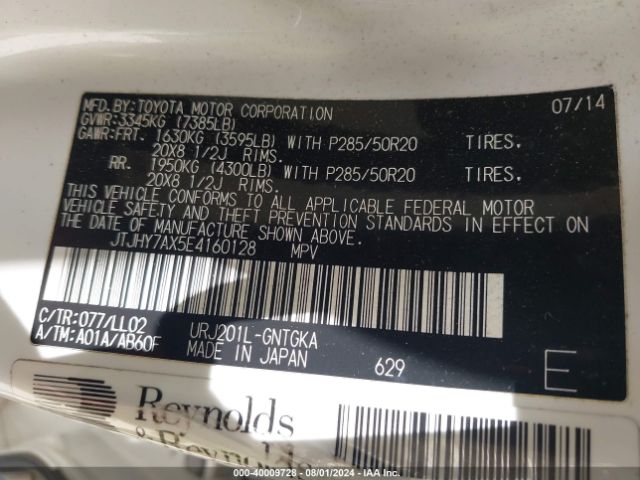 MFD.BY:TOYOTA MOTOR CORPORATION 07/14
GVWR:3345KG (7385LB)
GAWR:FRT. 1630KG (3595LB) WITH P285/50R20 TIRES.
20X8 1/2J RIMS.
RR. 1950KG (4300LB) WITH P285/50R20 TIRES.
20X8 1/2J RIMS.
THIS VEHICLE CONFORMS TO ALL APPLICABLE FEDERAL MOTOR
VEHICLE SAFETY AND THEFT PREVENTION STANDARDS IN EFFECT ON
THE DATE OF MANUFACTURE SHOWN ABOVE.
JTJHY7AX5E4160128 MPV
C/TR:077/LL02 URJ201L-GNTGKA
A/TM:A01A/AB60F MADE IN JAPAN 629 E
Reynolds
& Reynolds
000-40009728 - 08/01/2024 - IAA Inc.